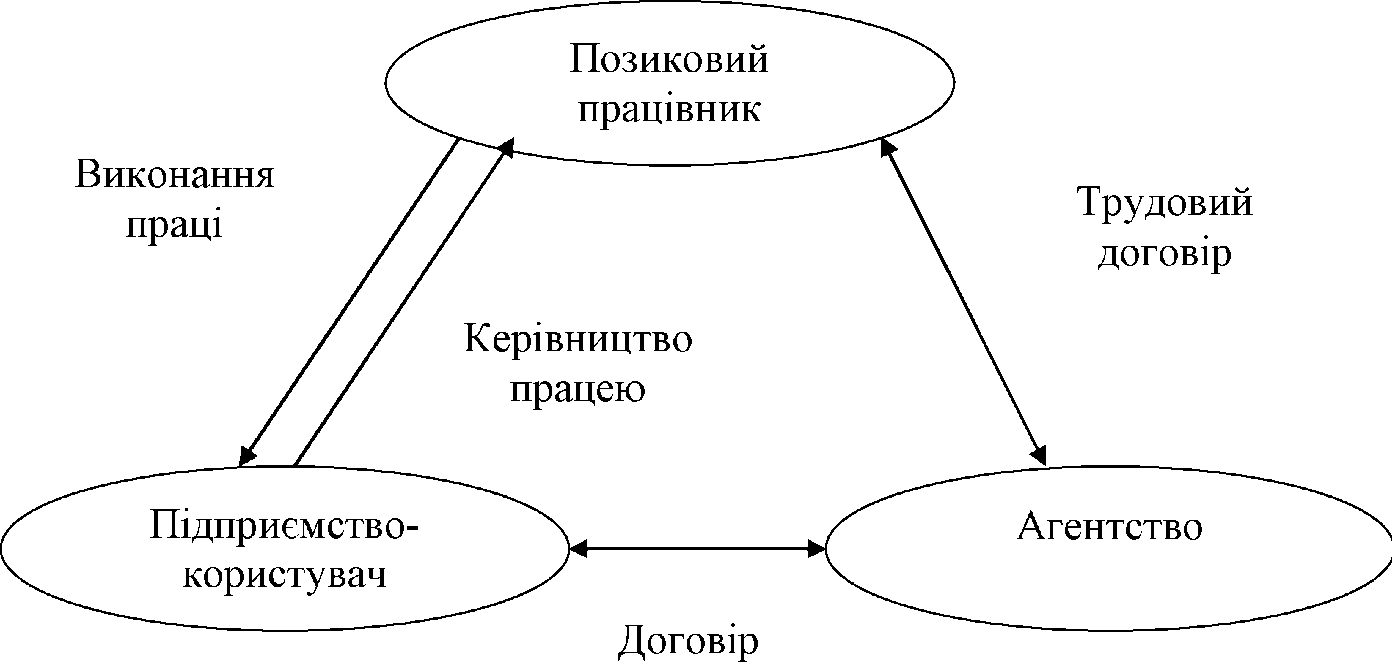 Позиковий
працівник
Виконання
праці
Трудовий
договір
Керівництво
працею
Підприємство-
користувач
Агентство
Договір